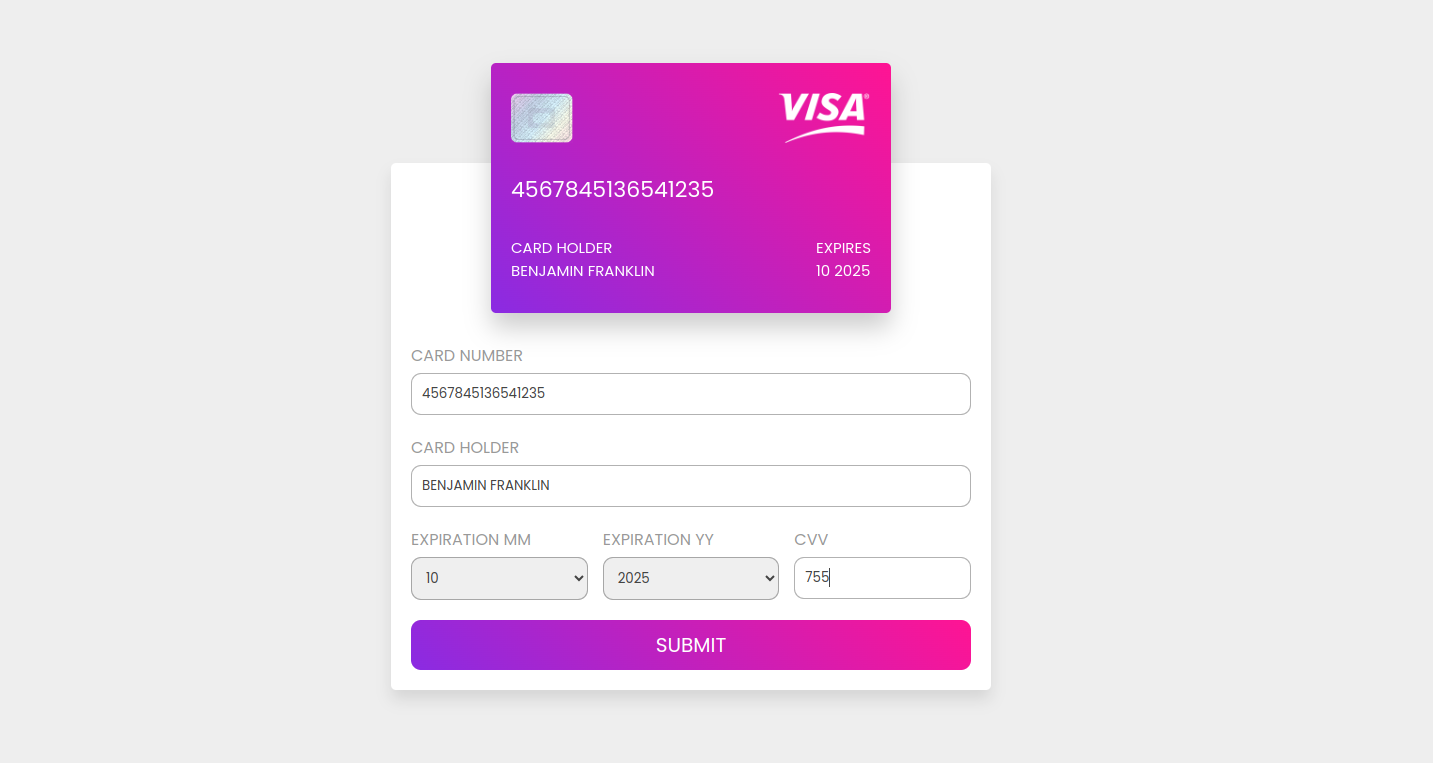 VISA
4567845136541235
CARD HOLDER
BENJAMIN FRANKLIN
EXPIRES
10 2025
CARD NUMBER
4567845136541235
CARD HOLDER
BENJAMIN FRANKLIN
EXPIRATION MM
10
EXPIRATION YY
2025
CVV
755
SUBMIT